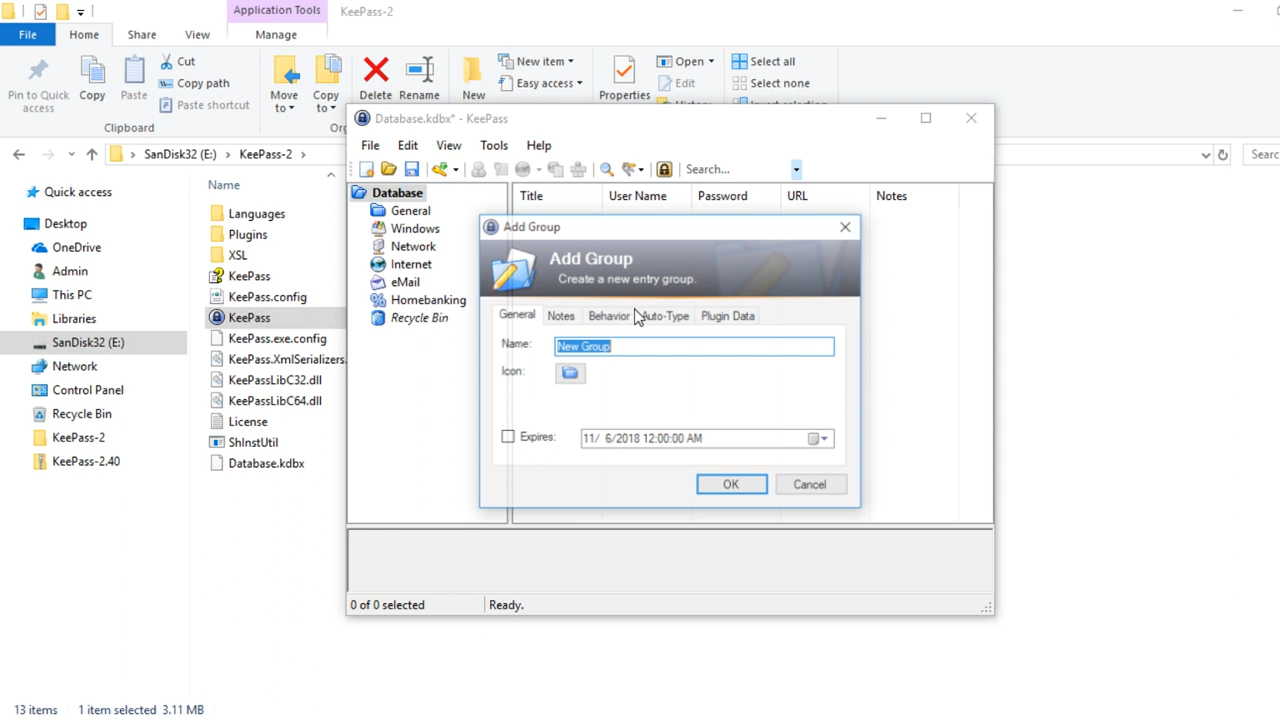 Application Tools
KeePass-2
File
Home
Share
View
Manage
Pin to Quick access
Copy
Paste
Cut
Copy path
Paste shortcut
Move to
Copy to
Delete
Rename
New
New item
Easy access
Properties
Open
Edit
Select all
Select none
Clipboard
SanDisk32 (E:)
KeePass-2
Quick access
Desktop
OneDrive
Admin
This PC
Libraries
SanDisk32 (E:)
Network
Control Panel
Recycle Bin
KeePass-2
KeePass-2.40
Name
Languages
Plugins
XSL
KeePass
KeePass.config
KeePass
KeePass.exe.config
KeePass.XmlSerializers.
KeePassLibC32.dll
KeePassLibC64.dll
License
ShInstUtil
Database.kdbx
Database.kdbx* - KeePass
File Edit View Tools Help
Search...
Database
General
Windows
Network
Internet
eMail
Homebanking
Recycle Bin
Title
User Name
Password
URL
Notes
Add Group
Add Group
Create a new entry group.
General
Notes
Behavior
Auto-Type
Plugin Data
Name:
New Group
Icon:
Expires:
11/ 6/2018 12:00:00 AM
OK
Cancel
0 of 0 selected
Ready.
13 items
1 item selected 3.11 MB